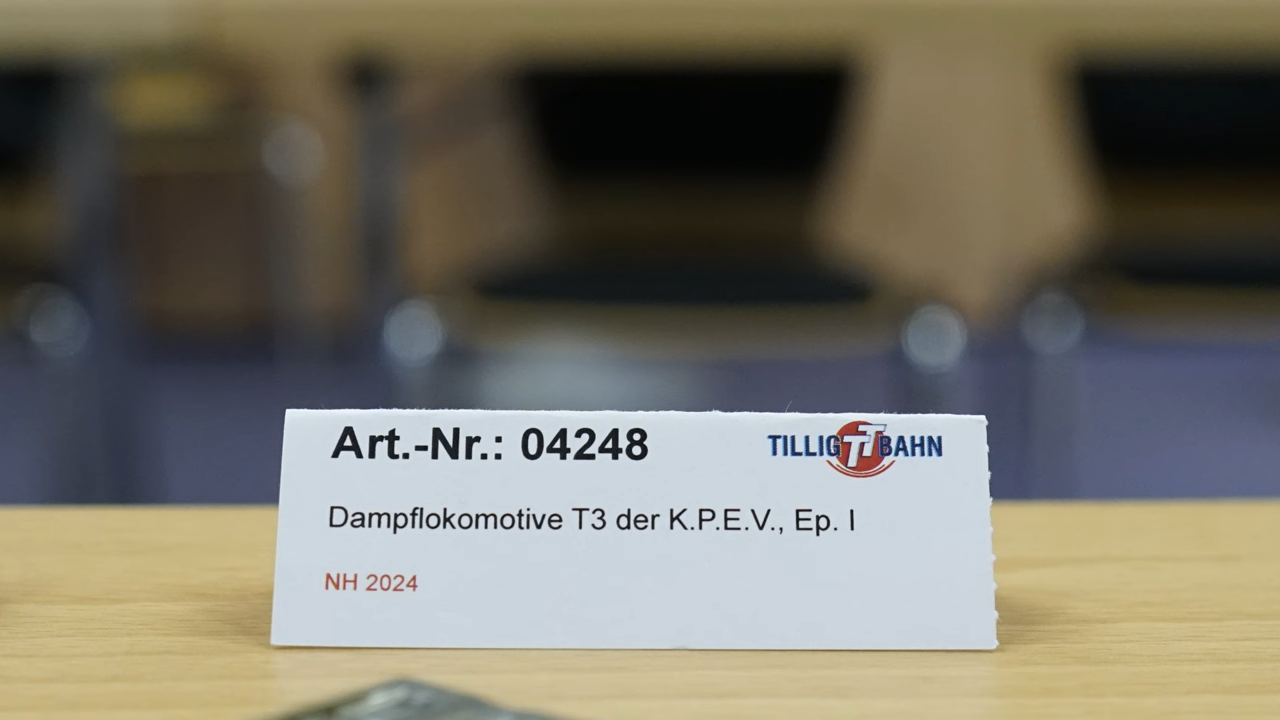 Art.-Nr.: 04248
TILLIG TT BAHN
Dampflokomotive T3 der K.P.E.V., Ep. I
NH 2024